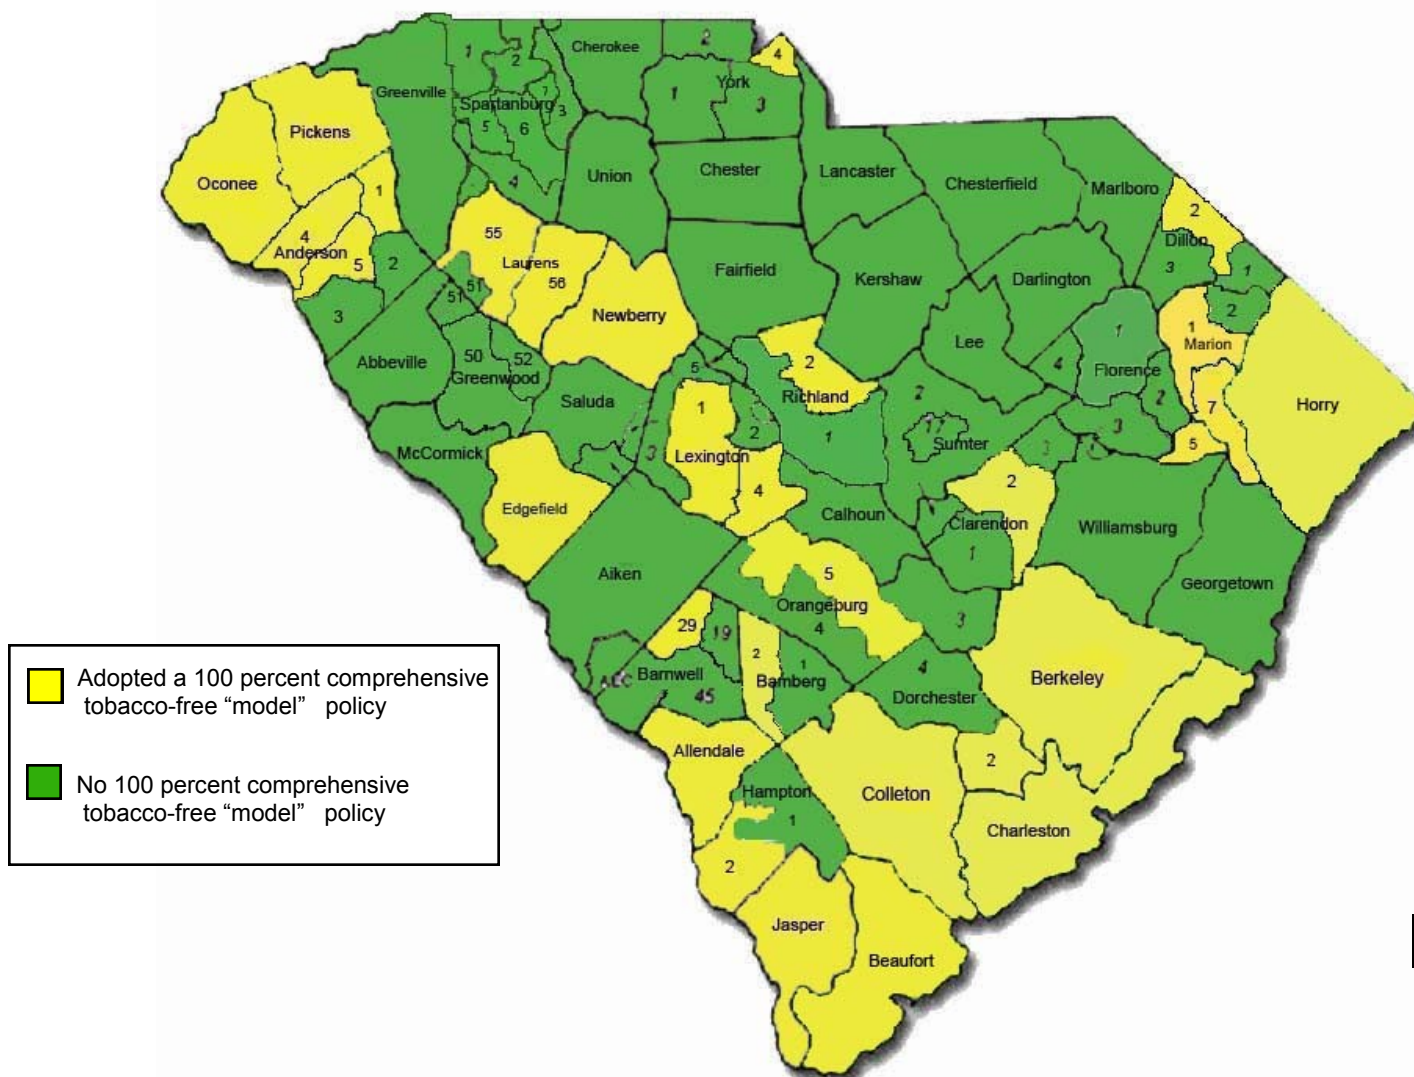 Cherokee
2
4
1
2
York
Greenville
Spartanburg
7
3
1
3
5
6
Pickens
Oconee
1
4
Union
Chester
Lancaster
Chesterfield
Marlboro
2
55
4
Anderson
5
2
Laurens
56
Dillon
3
1
Fairfield
Kershaw
Darlington
51
51
3
Newberry
2
1
1
Marion
Abbeville
50
52
Greenwood
5
2
Lee
4
Florence
Saluda
Richland
2
2
7
Horry
1
2
1
17
Sumter
3
3
5
McCormick
3
Lexington
4
2
Edgefield
Calhoun
Clarendon
Williamsburg
1
Aiken
5
Georgetown
Orangeburg
4
3
29
19
2
1
4
Barnwell
Bamberg
Dorchester
Berkeley
45
Allendale
2
Hampton
Colleton
1
Charleston
2
Jasper
Beaufort
Adopted a 100 percent comprehensive
tobacco-free “model” policy
No 100 percent comprehensive
tobacco-free “model” policy